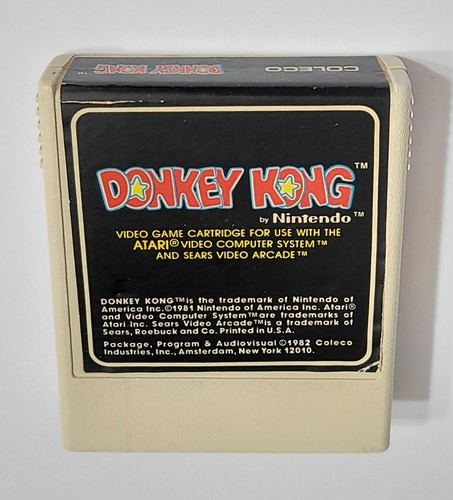 COLECO
DONKEY KONG
TM
DONKEY KONG™
by Nintendo™
VIDEO GAME CARTRIDGE FOR USE WITH THE
ATARI® VIDEO COMPUTER SYSTEM™
AND SEARS VIDEO ARCADE™
DONKEY KONG™ is the trademark of Nintendo of
America Inc. ©1981 Nintendo of America Inc. Atari®
and Video Computer System™ are trademarks of
Atari Inc. Sears Video Arcade™ is a trademark of
Sears, Roebuck and Co. Printed in U.S.A.
Package, Program & Audiovisual ©1982 Coleco
Industries, Inc., Amsterdam, New York 12010.